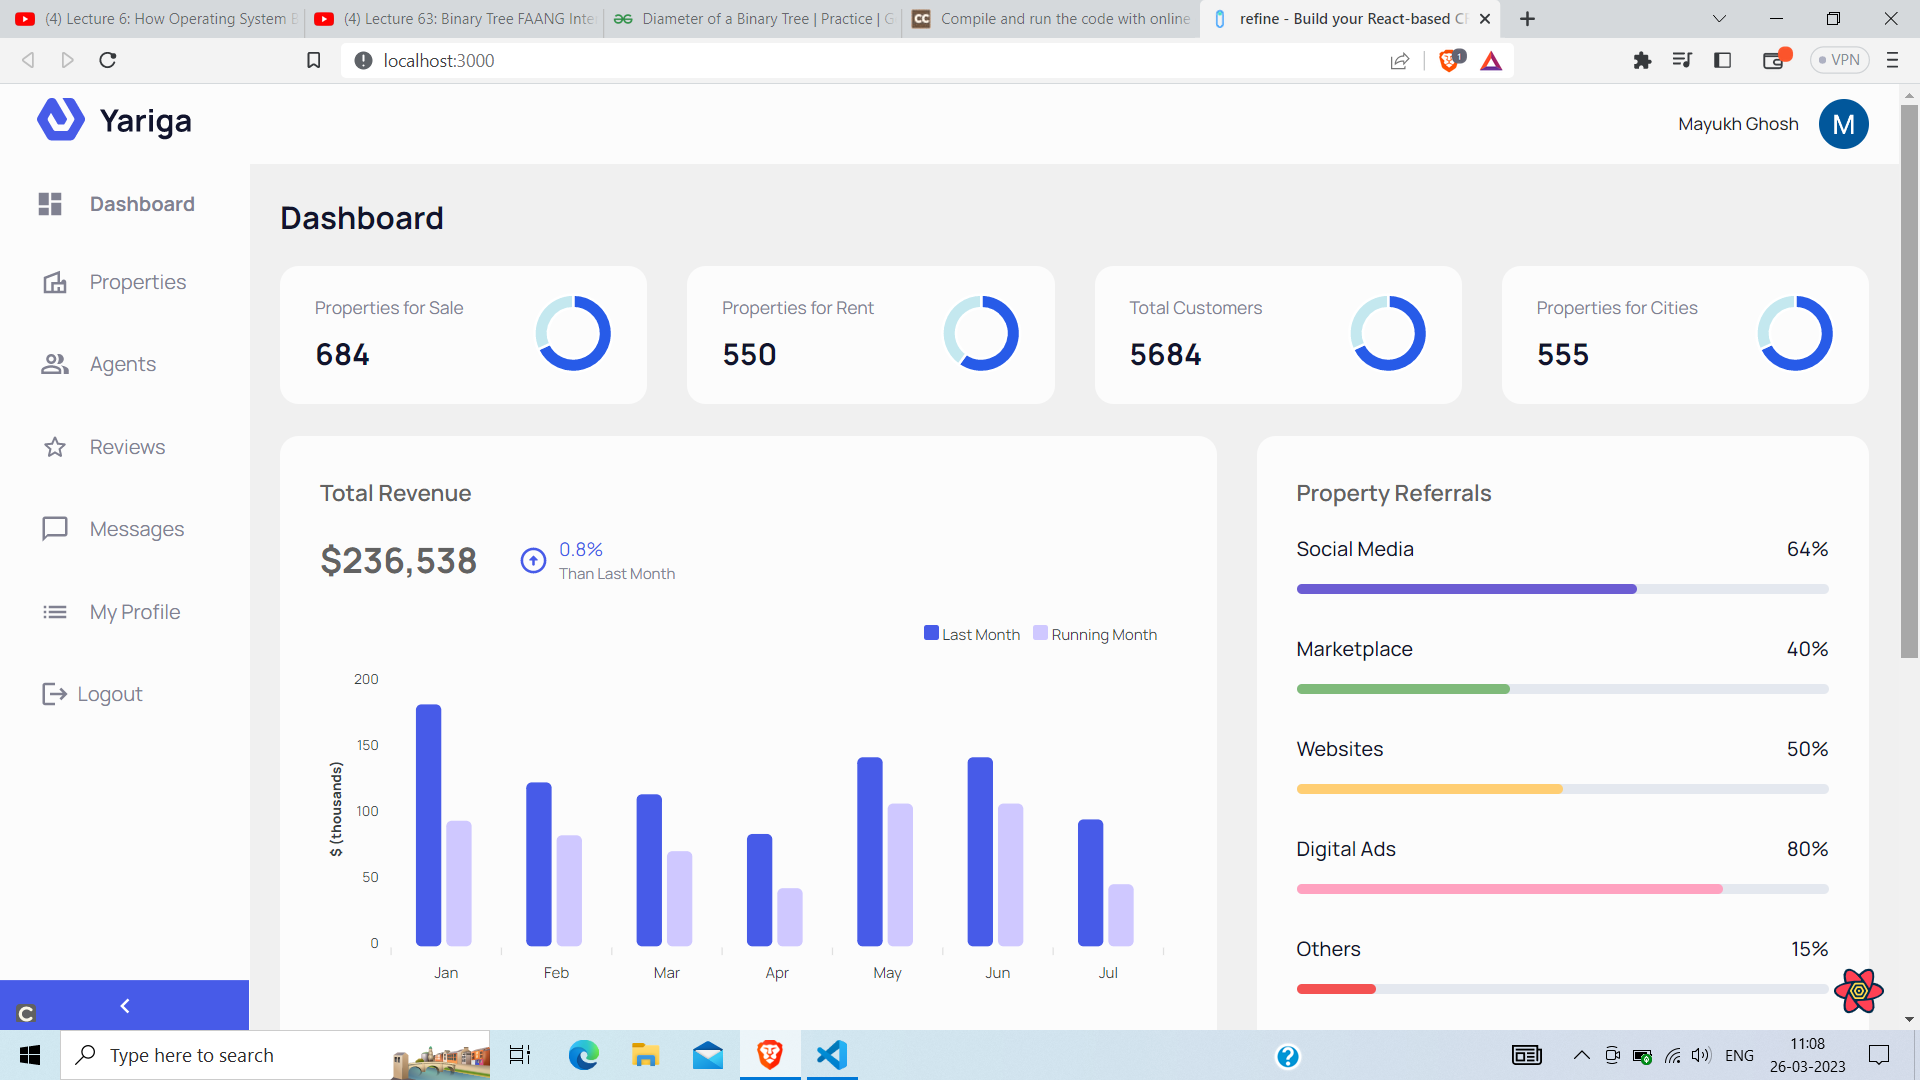 (4) Lecture 6: How Operating System B
(4) Lecture 63: Binary Tree FAANG Inte
Diameter of a Binary Tree | Practice | G
CC
Compile and run the code with online
refine - Build your React-based C
localhost:3000
1
VPN
Yariga
Mayukh Ghosh
M
Dashboard
Properties
Agents
Reviews
Messages
My Profile
Logout
C
Dashboard
Properties for Sale
684
Properties for Rent
550
Total Customers
5684
Properties for Cities
555
Total Revenue
$236,538
0.8%
Than Last Month
Last Month
Running Month
200
150
100
50
0
$ (thousands)
Jan
Feb
Mar
Apr
May
Jun
Jul
Property Referrals
Social Media
64%
Marketplace
40%
Websites
50%
Digital Ads
80%
Others
15%
Type here to search
ENG
11:08
26-03-2023